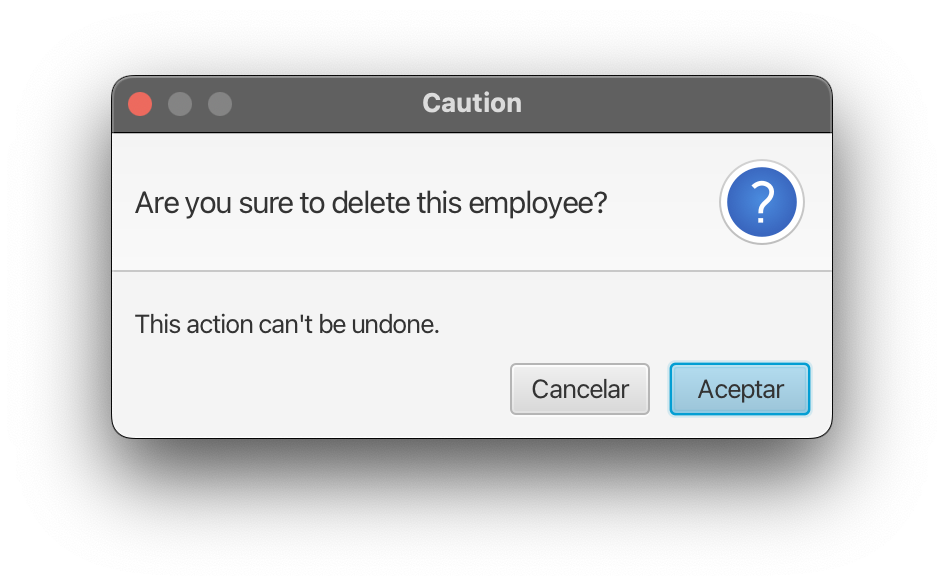 Caution
Are you sure to delete this employee?
?
This action can't be undone.
Cancelar Aceptar